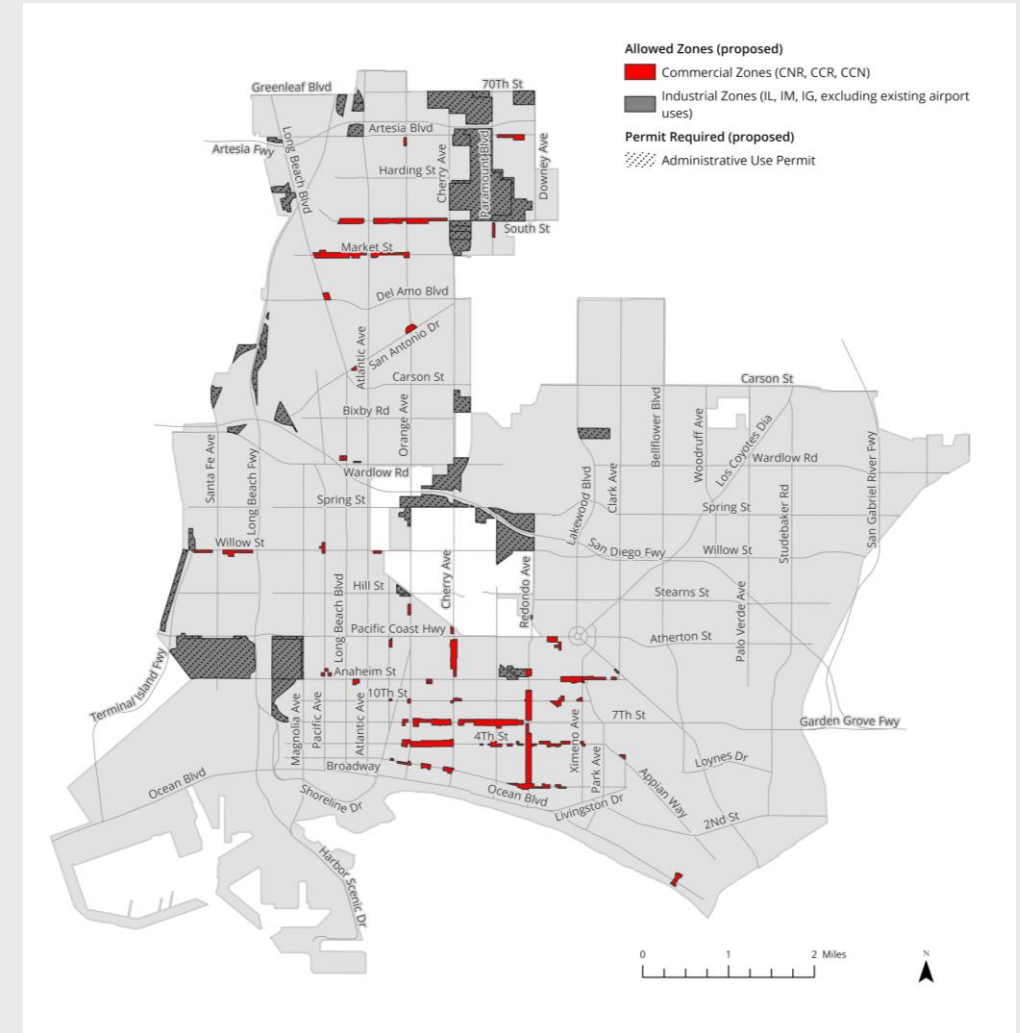 Allowed Zones (proposed)
Commercial Zones (CNR, CCR, CCN)
Industrial Zones (IL, IM, IG, excluding existing airport
uses)
Permit Required (proposed)
Administrative Use Permit
Greenleaf Blvd
70Th St
Long Beach Blvd
Artesia Blvd
Artesia Fwy
Cherry Ave
Paramount Blvd
Downey Ave
Harding St
South St
Market St
Del Amo Blvd
San Antonio Dr
Atlantic Ave
Carson St
Carson St
Bixby Rd
Orange Ave
Bellflower Blvd
Woodruff Ave
Los Coyotes Dia
Santa Fe Ave
Long Beach Fwy
Wardlow Rd
Wardlow Rd
San Gabriel River Fwy
Lakewood Blvd
Clark Ave
Studebaker Rd
Spring St
Spring St
Willow St
San Diego Fwy
Willow St
Cherry Ave
Redondo Ave
Long Beach Blvd
Hill St
Stearns St
Palo Verde Ave
Pacific Coast Hwy
Atherton St
Anaheim St
Terminal Island Fwy
Magnolia Ave
Pacific Ave
Atlantic Ave
10Th St
Ximeno Ave
7Th St
Garden Grove Fwy
4Th St
Park Ave
Loynes Dr
Broadway
Ocean Blvd
Ocean Blvd
Appian Way
Shoreline Dr
Livingston Dr
2Nd St
Harbor Scenic Dr
0 1 2 Miles
N